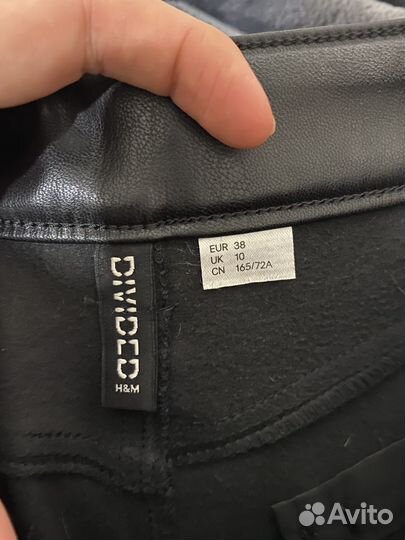 EUR 38
UK 10
CN 165/72A
DIVIDED
H&M
Avito